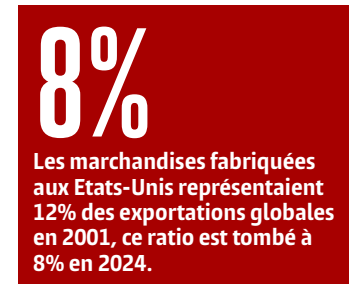 8%
Les marchandises fabriquées
aux Etats-Unis représentaient
12% des exportations globales
en 2001, ce ratio est tombé à
8% en 2024.